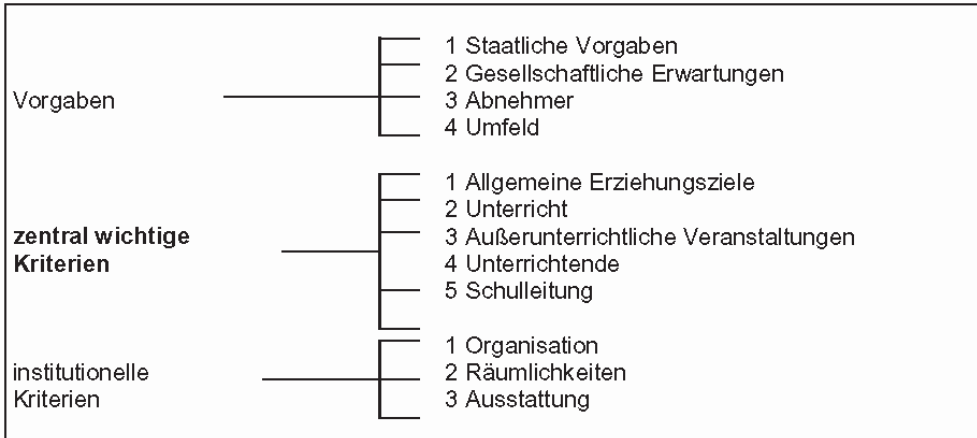 Vorgaben
1 Staatliche Vorgaben
2 Gesellschaftliche Erwartungen
3 Abnehmer
4 Umfeld
zentral wichtige
Kriterien
1 Allgemeine Erziehungsziele
2 Unterricht
3 Außerunterrichtliche Veranstaltungen
4 Unterrichtende
5 Schulleitung
institutionelle
Kriterien
1 Organisation
2 Räumlichkeiten
3 Ausstattung